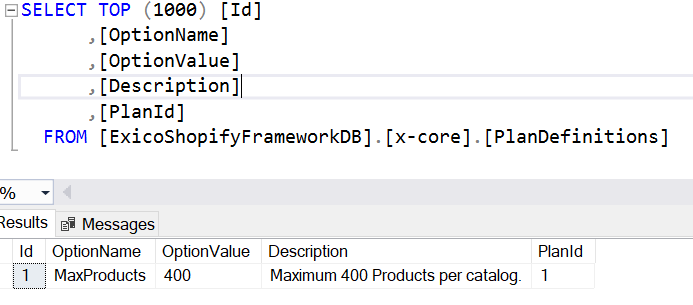 SELECT TOP (1000) [Id]
,[OptionName]
,[OptionValue]
,[Description]
,[PlanId]
FROM [ExicoShopifyFrameworkDB].[x-core].[PlanDefinitions]
%
Results Messages
Id OptionName OptionValue Description PlanId
1 MaxProducts 400 Maximum 400 Products per catalog. 1